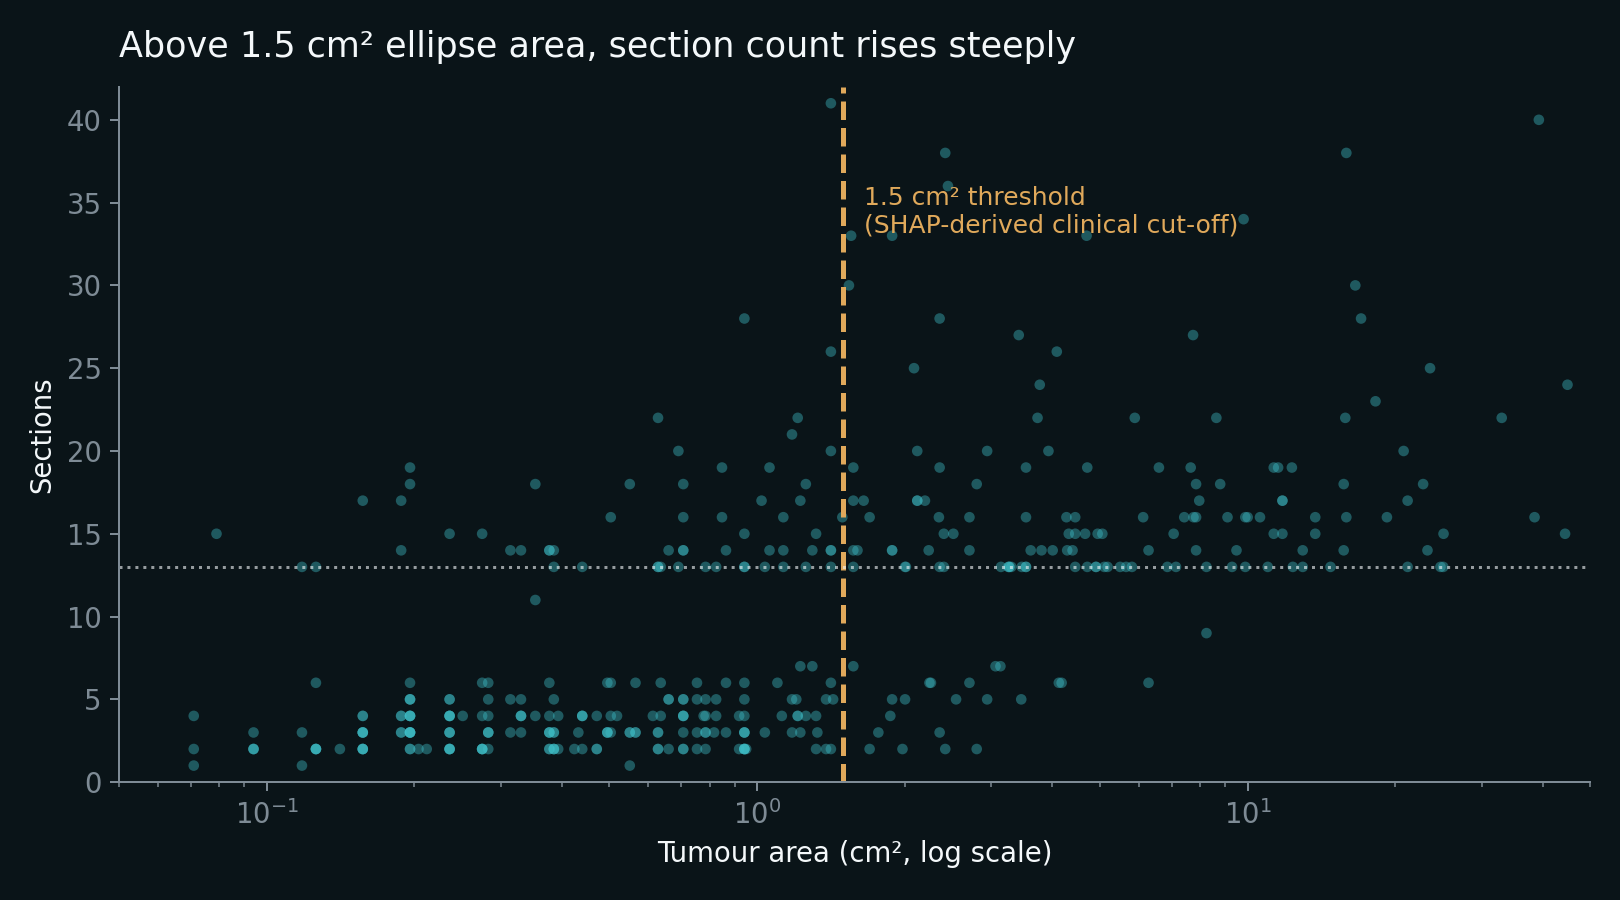 Above 1.5 cm² ellipse area, section count rises steeply
40
35
30
25
20
15
10
5
0
Sections
1.5 cm² threshold
(SHAP-derived clinical cut-off)
10⁻¹
10⁰
10¹
Tumour area (cm², log scale)